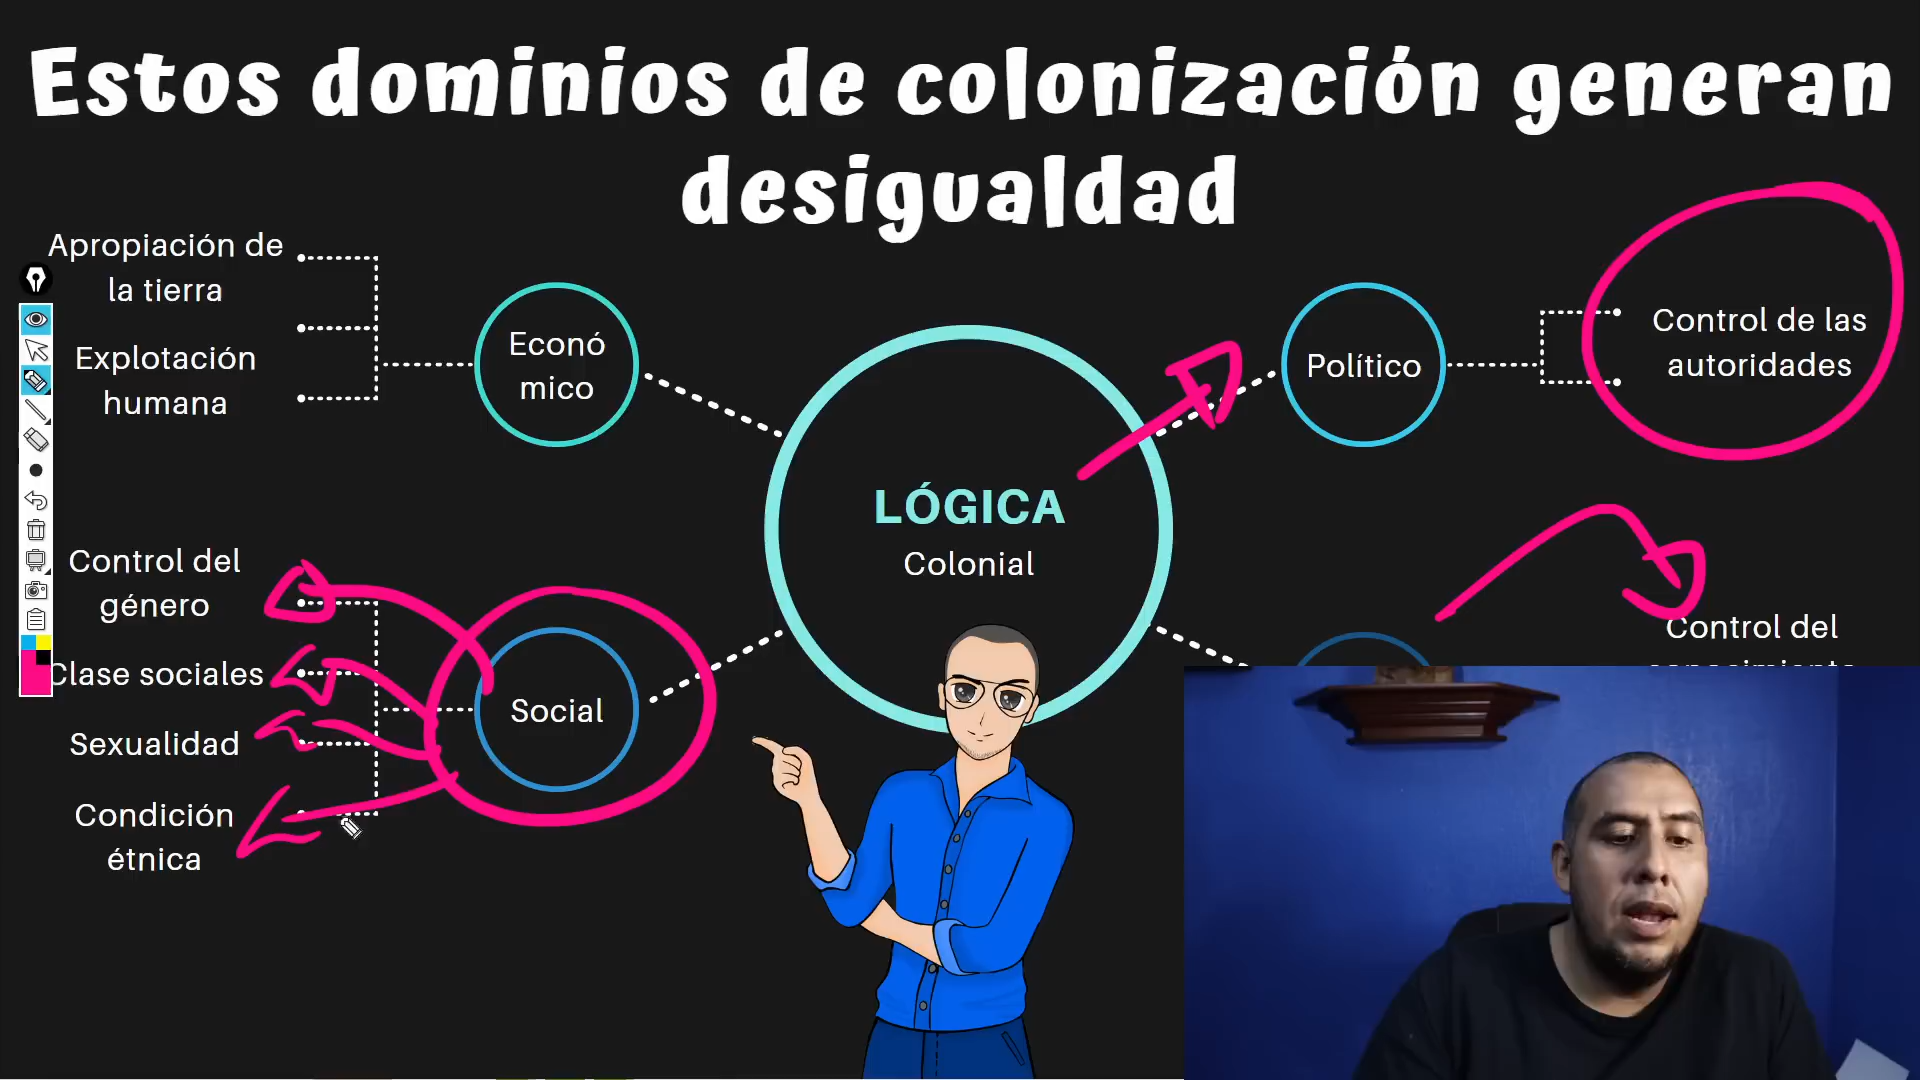 Estos dominios de colonización generan
desigualdad
Apropiación de
la tierra
Explotación
humana
Econó
mico
Político
Control de las
autoridades
LÓGICA
Colonial
Control del
género
Clase sociales
Sexualidad
Condición
étnica
Social
Control del
conocimiento